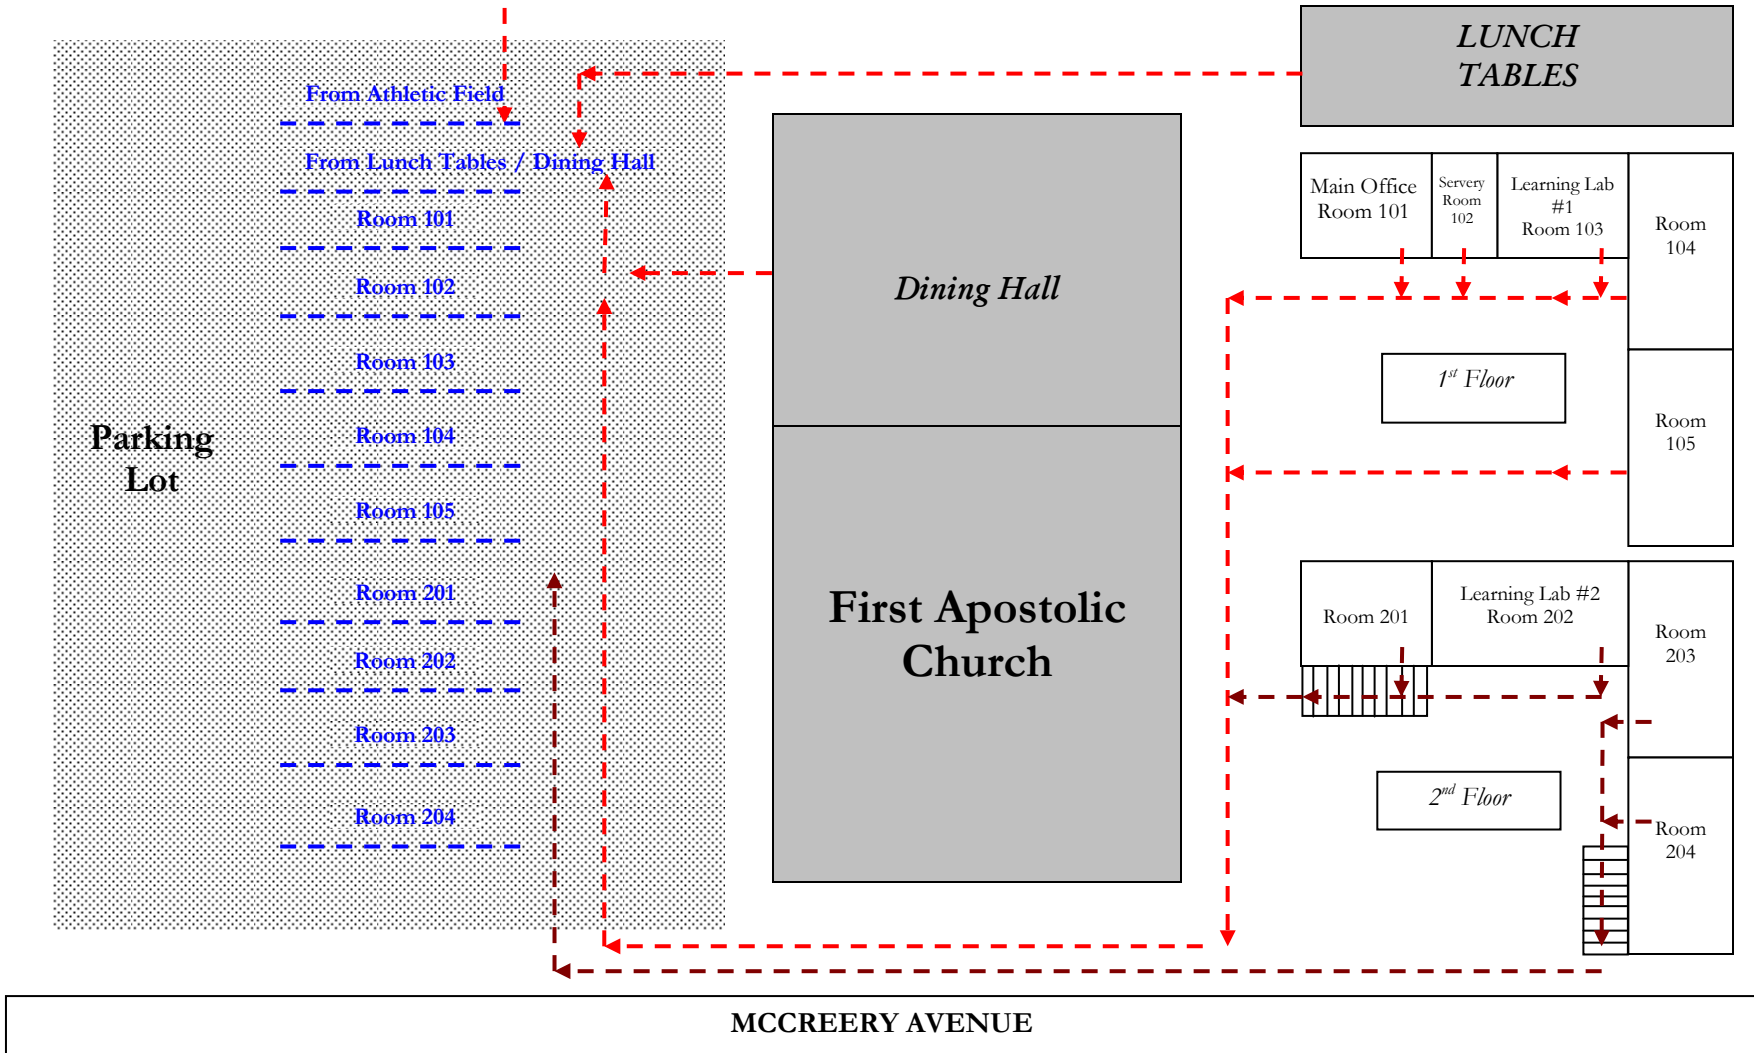 LUNCH
TABLES
From Athletic Field
From Lunch Tables / Dining Hall
Room 101
Room 102
Room 103
Room 104
Room 105
Room 201
Room 202
Room 203
Room 204
Parking
Lot
Dining Hall
First Apostolic
Church
Main Office
Room 101
Servery
Room
102
Learning Lab
#1
Room 103
Room
104
1st Floor
Room
105
Room 201
Learning Lab #2
Room 202
Room
203
2nd Floor
Room
204
MCCREERY AVENUE